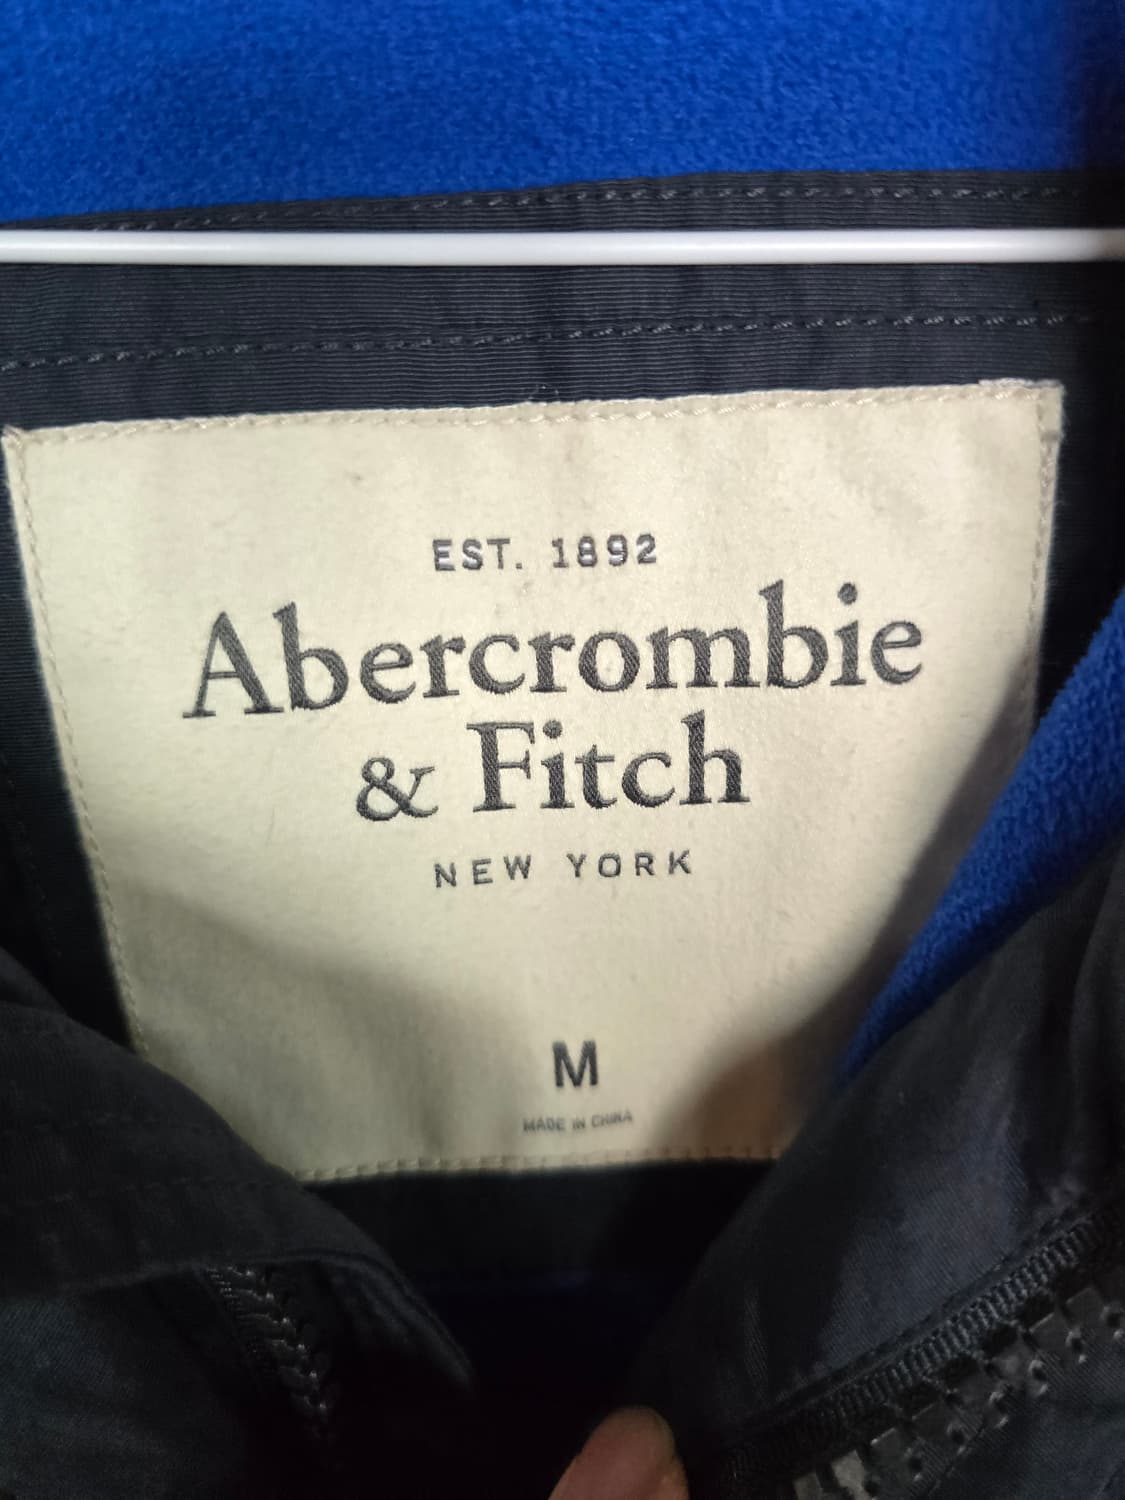 EST. 1892
Abercrombie
& Fitch
NEW YORK
M
MADE IN CHINA